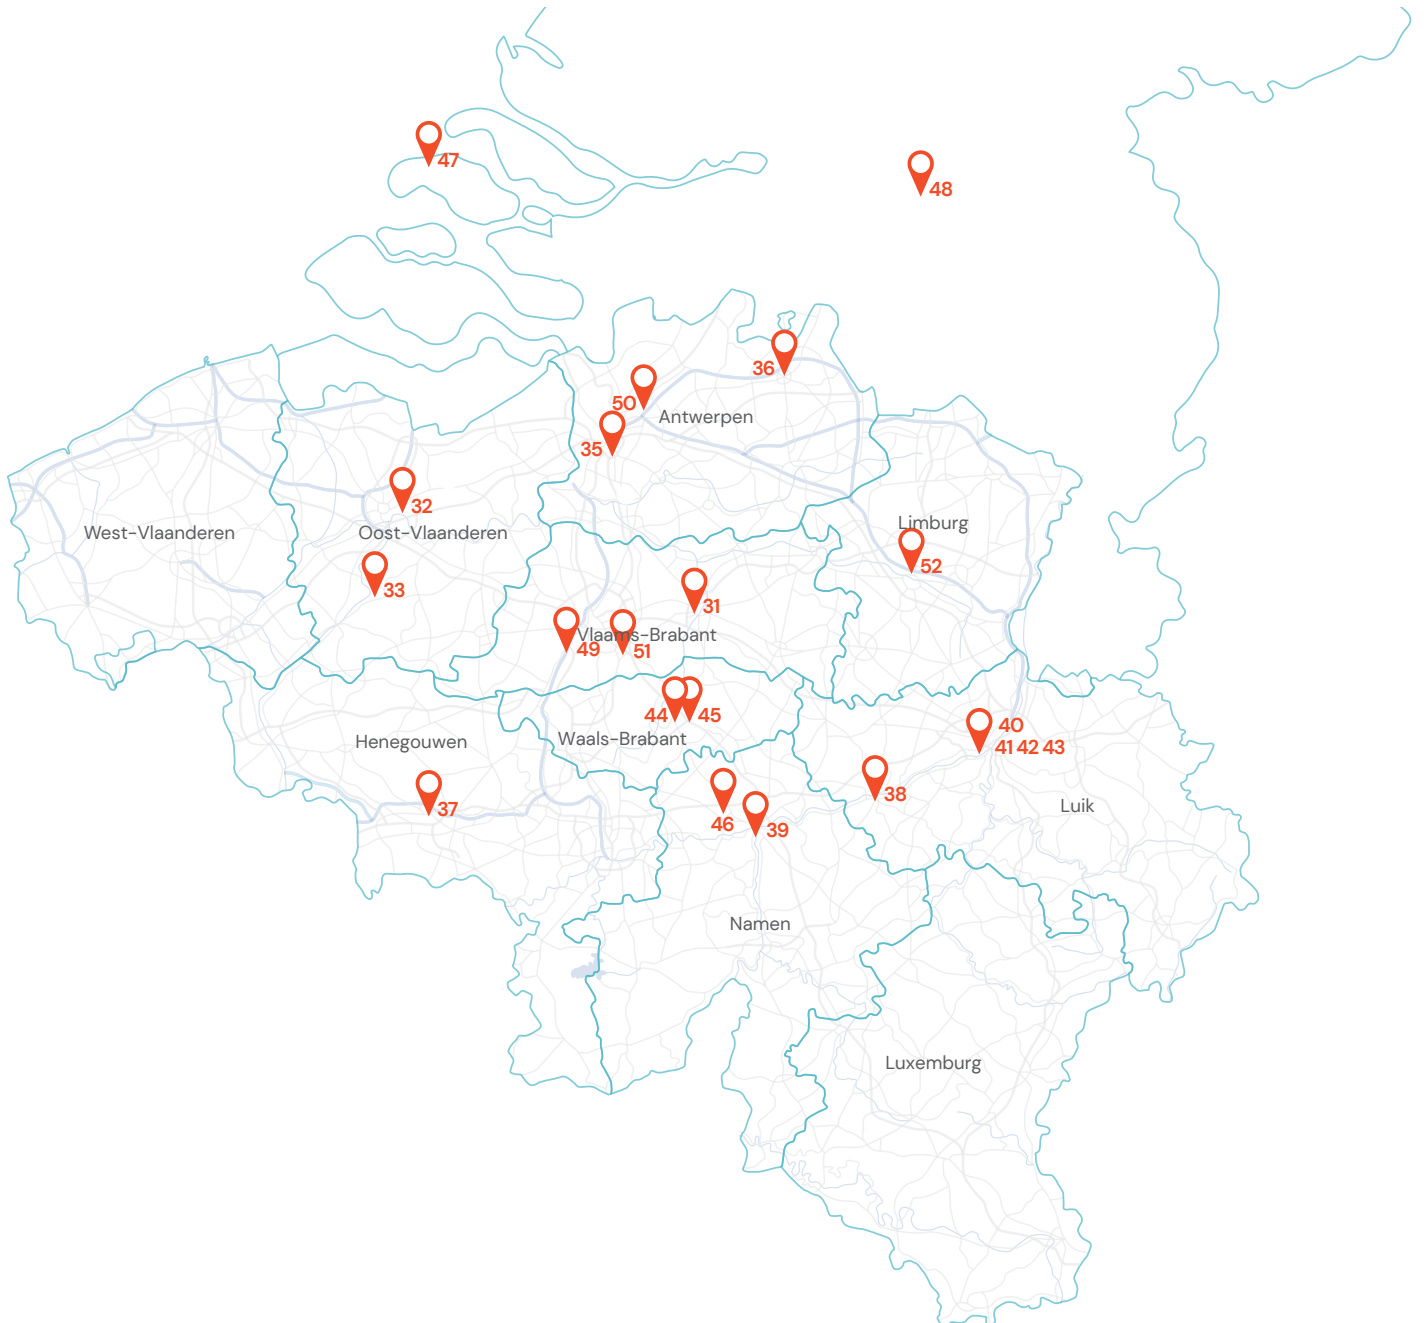 47
48
36
50
Antwerpen
35
32
Limburg
West-Vlaanderen
Oost-Vlaanderen
52
33
31
Vlaams-Brabant
49
51
44
45
40
41 42 43
Waals-Brabant
Henegouwen
38
37
Luik
46
39
Namen
Luxemburg